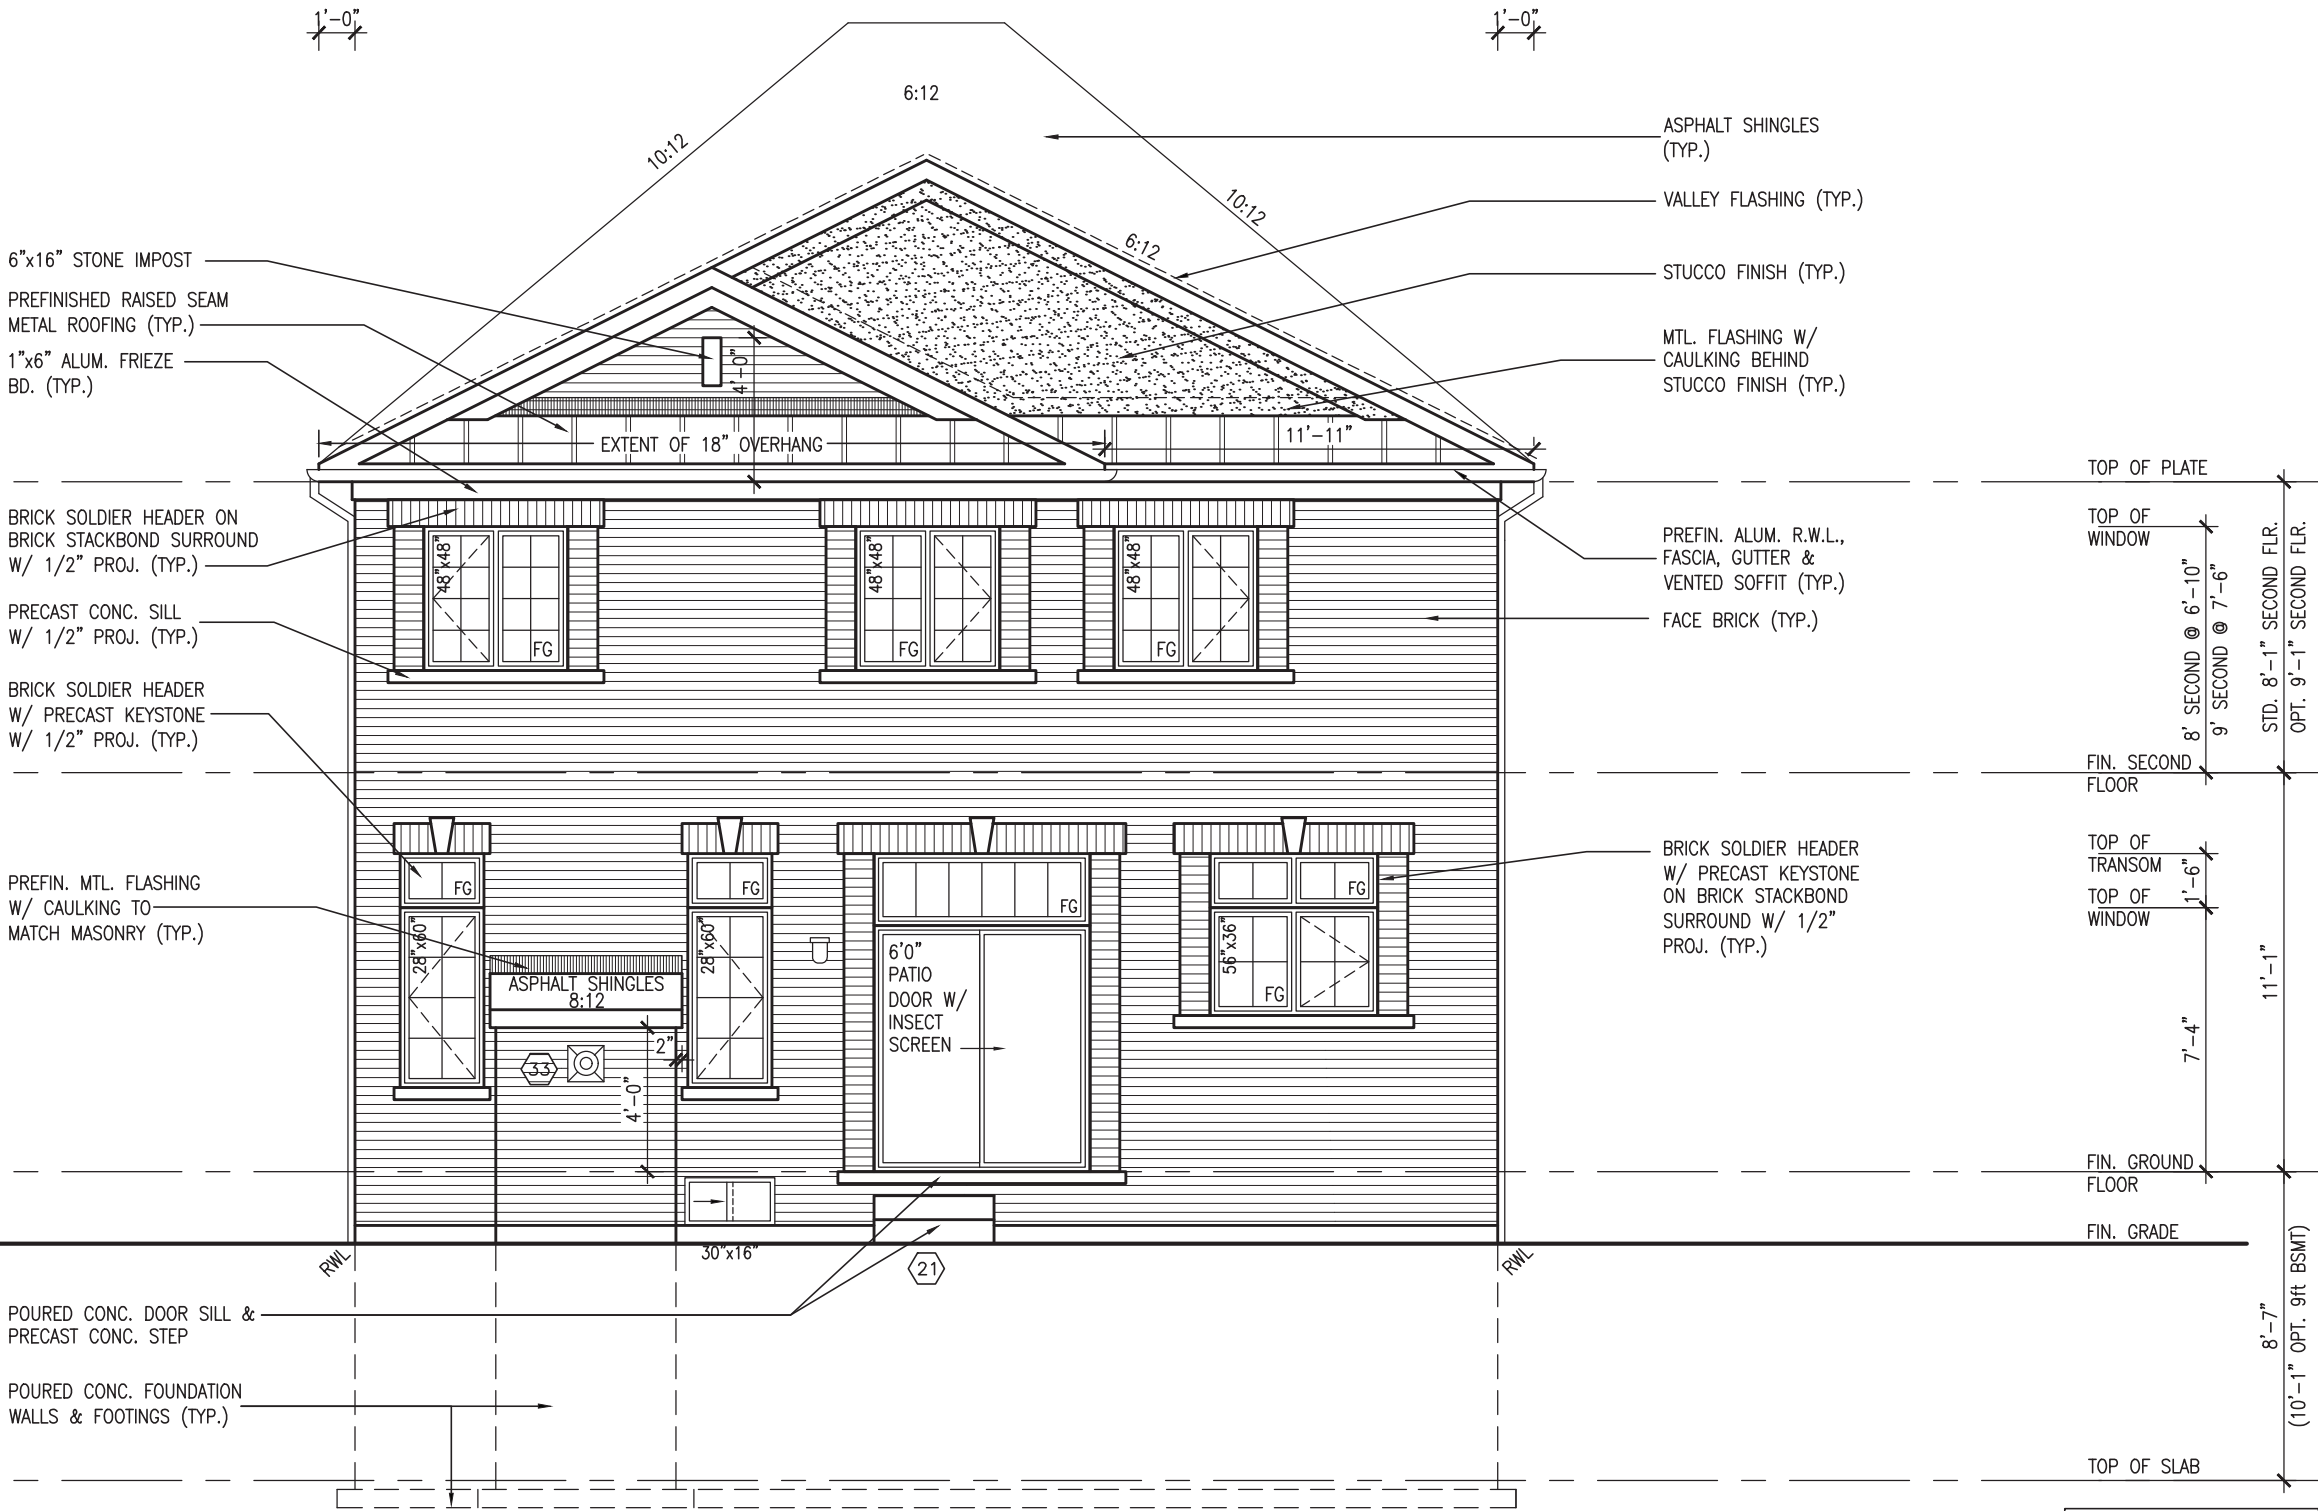 1'-0"
1'-0"
6:12
10:12
10:12
6:12
ASPHALT SHINGLES
(TYP.)
VALLEY FLASHING (TYP.)
STUCCO FINISH (TYP.)
MTL. FLASHING W/
CAULKING BEHIND
STUCCO FINISH (TYP.)
6"x16" STONE IMPOST
PREFINISHED RAISED SEAM
METAL ROOFING (TYP.)
1"x6" ALUM. FRIEZE
BD. (TYP.)
4'-0"
EXTENT OF 18" OVERHANG
11'-11"
BRICK SOLDIER HEADER ON
BRICK STACKBOND SURROUND
W/ 1/2" PROJ. (TYP.)
PRECAST CONC. SILL
W/ 1/2" PROJ. (TYP.)
BRICK SOLDIER HEADER
W/ PRECAST KEYSTONE
W/ 1/2" PROJ. (TYP.)
PREFIN. MTL. FLASHING
W/ CAULKING TO
MATCH MASONRY (TYP.)
48"x48"
FG
48"x48"
FG
48"x48"
FG
PREFIN. ALUM. R.W.L.,
FASCIA, GUTTER &
VENTED SOFFIT (TYP.)
FACE BRICK (TYP.)
TOP OF PLATE
TOP OF
WINDOW
8' SECOND @ 6'-10"
9' SECOND @ 7'-6"
STD. 8'-1" SECOND FLR.
OPT. 9'-1" SECOND FLR.
FIN. SECOND
FLOOR
FG
28"x60"
FG
28"x60"
FG
6'0"
PATIO
DOOR W/
INSECT
SCREEN
FG
56"x36"
FG
ASPHALT SHINGLES
8:12
33
2"
4'-0"
BRICK SOLDIER HEADER
W/ PRECAST KEYSTONE
ON BRICK STACKBOND
SURROUND W/ 1/2"
PROJ. (TYP.)
TOP OF
TRANSOM
TOP OF
WINDOW
1'-6"
7'-4"
11'-1"
FIN. GROUND
FLOOR
FIN. GRADE
RWL
30"x16"
21
RWL
POURED CONC. DOOR SILL &
PRECAST CONC. STEP
POURED CONC. FOUNDATION
WALLS & FOOTINGS (TYP.)
8'-7"
(10'-1" OPT. 9ft BSMT)
TOP OF SLAB